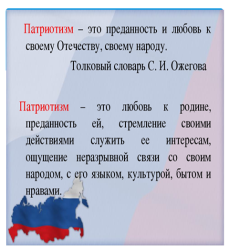 Патриотизм – это преданность и любовь к
своему Отечеству, своему народу.
Толковый словарь С. И. Ожегова
Патриотизм – это любовь к родине,
преданность ей, стремление своими
действиями служить ее интересам,
ощущение неразрывной связи со своим
народом, с его языком, культурой, бытом и
нравами.